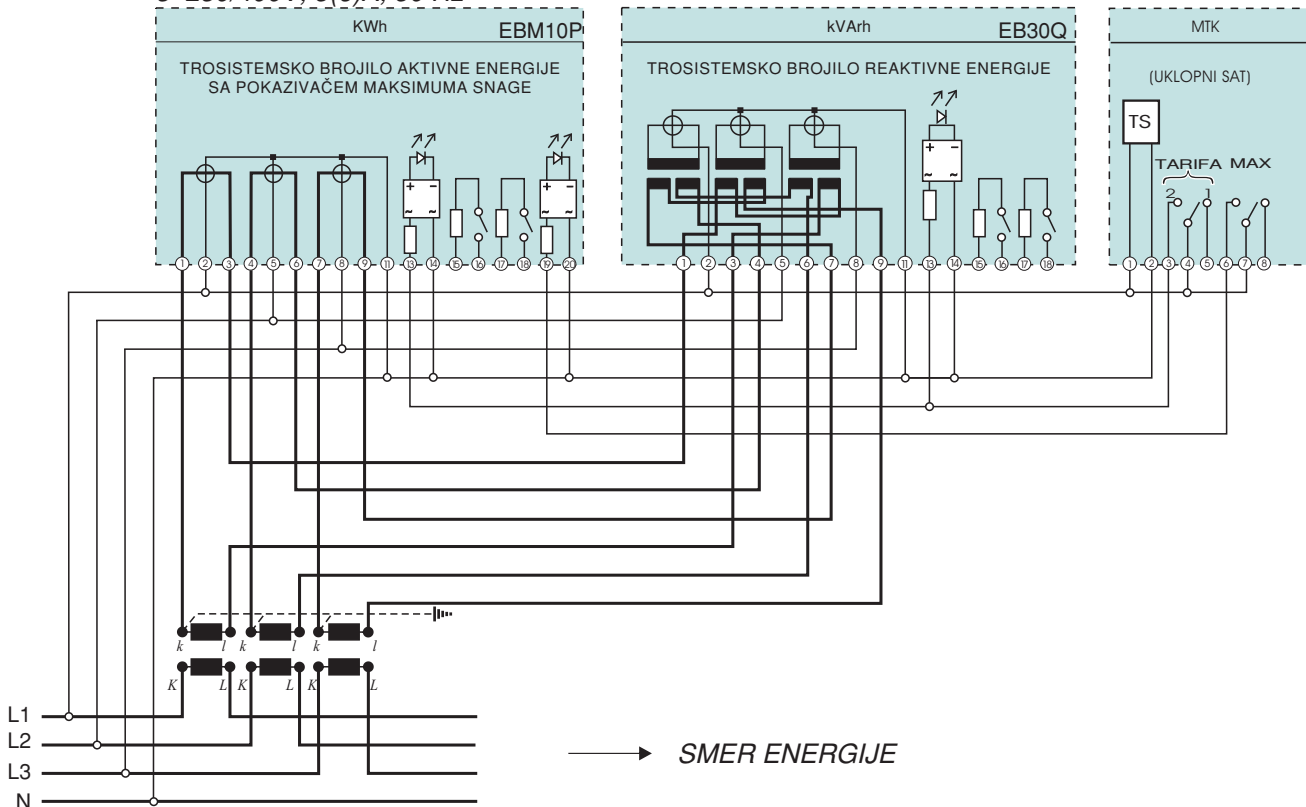 KWh
EBM10P
TROSISTEMSKO BROJILO AKTIVNE ENERGIJE
SA POKAZIVAČEM MAKSIMUMA SNAGE
+ −
~ ~
+ −
~ ~
1 2 3 4 5 6 7 8 9 11 13 14 15 16 17 18 19 20
kVArh
EB30Q
TROSISTEMSKO BROJILO REAKTIVNE ENERGIJE
+ −
~ ~
1 2 3 4 5 6 7 8 9 11 13 14 15 16 17 18
MTK
(UKLOPNI SAT)
TS
TARIFA MAX
2 1
1 2 3 4 5 6 7 8
k l k l k l
K L K L K L
L1
L2
L3
N
SMER ENERGIJE